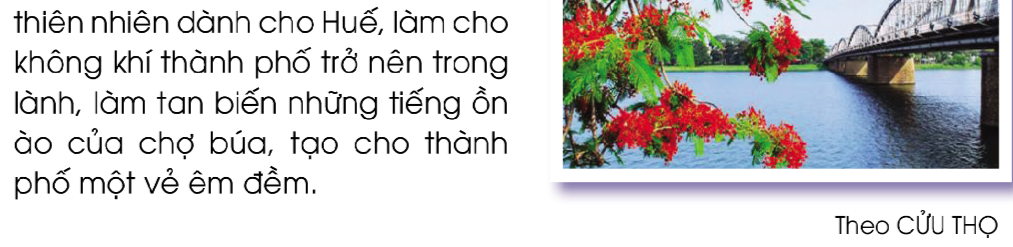 thiên nhiên dành cho Huế, làm cho
không khí thành phố trở nên trong
lành, làm tan biến những tiếng ồn
ào của chợ búa, tạo cho thành
phố một vẻ êm đềm.
Theo CỬU THỌ